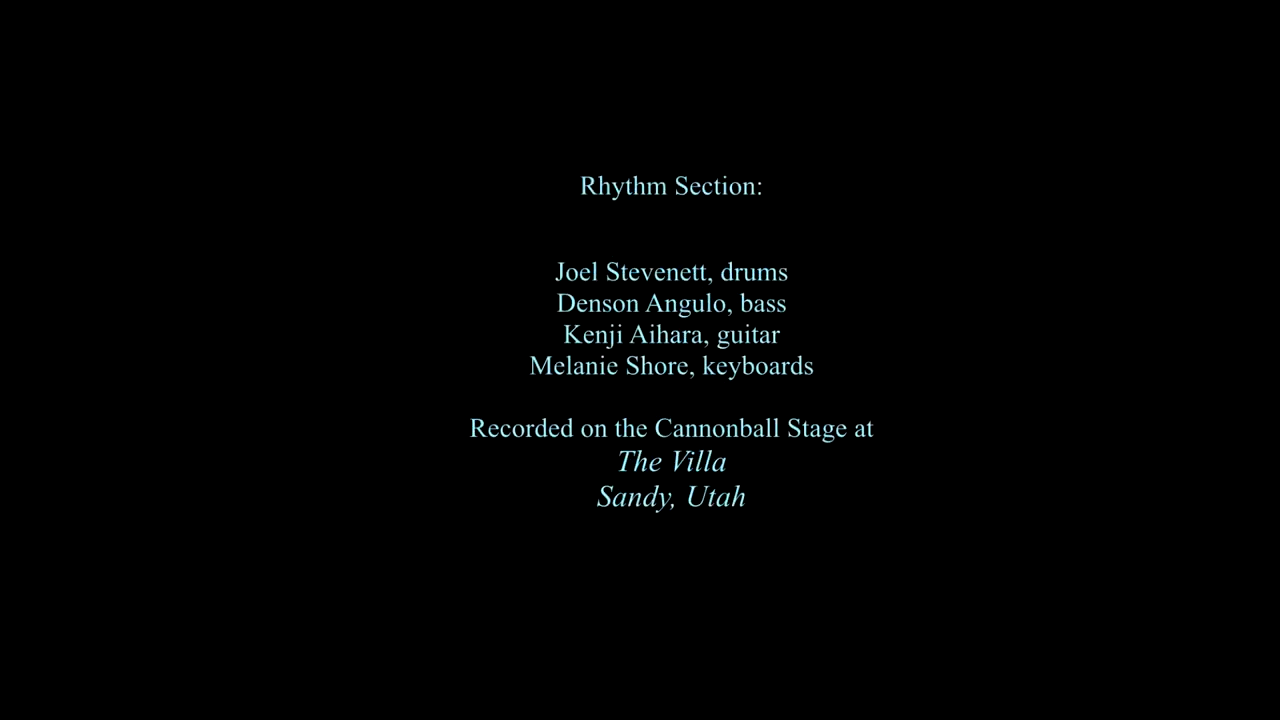 Rhythm Section:
Joel Stevenett, drums
Denson Angulo, bass
Kenji Aihara, guitar
Melanie Shore, keyboards
Recorded on the Cannonball Stage at
The Villa
Sandy, Utah